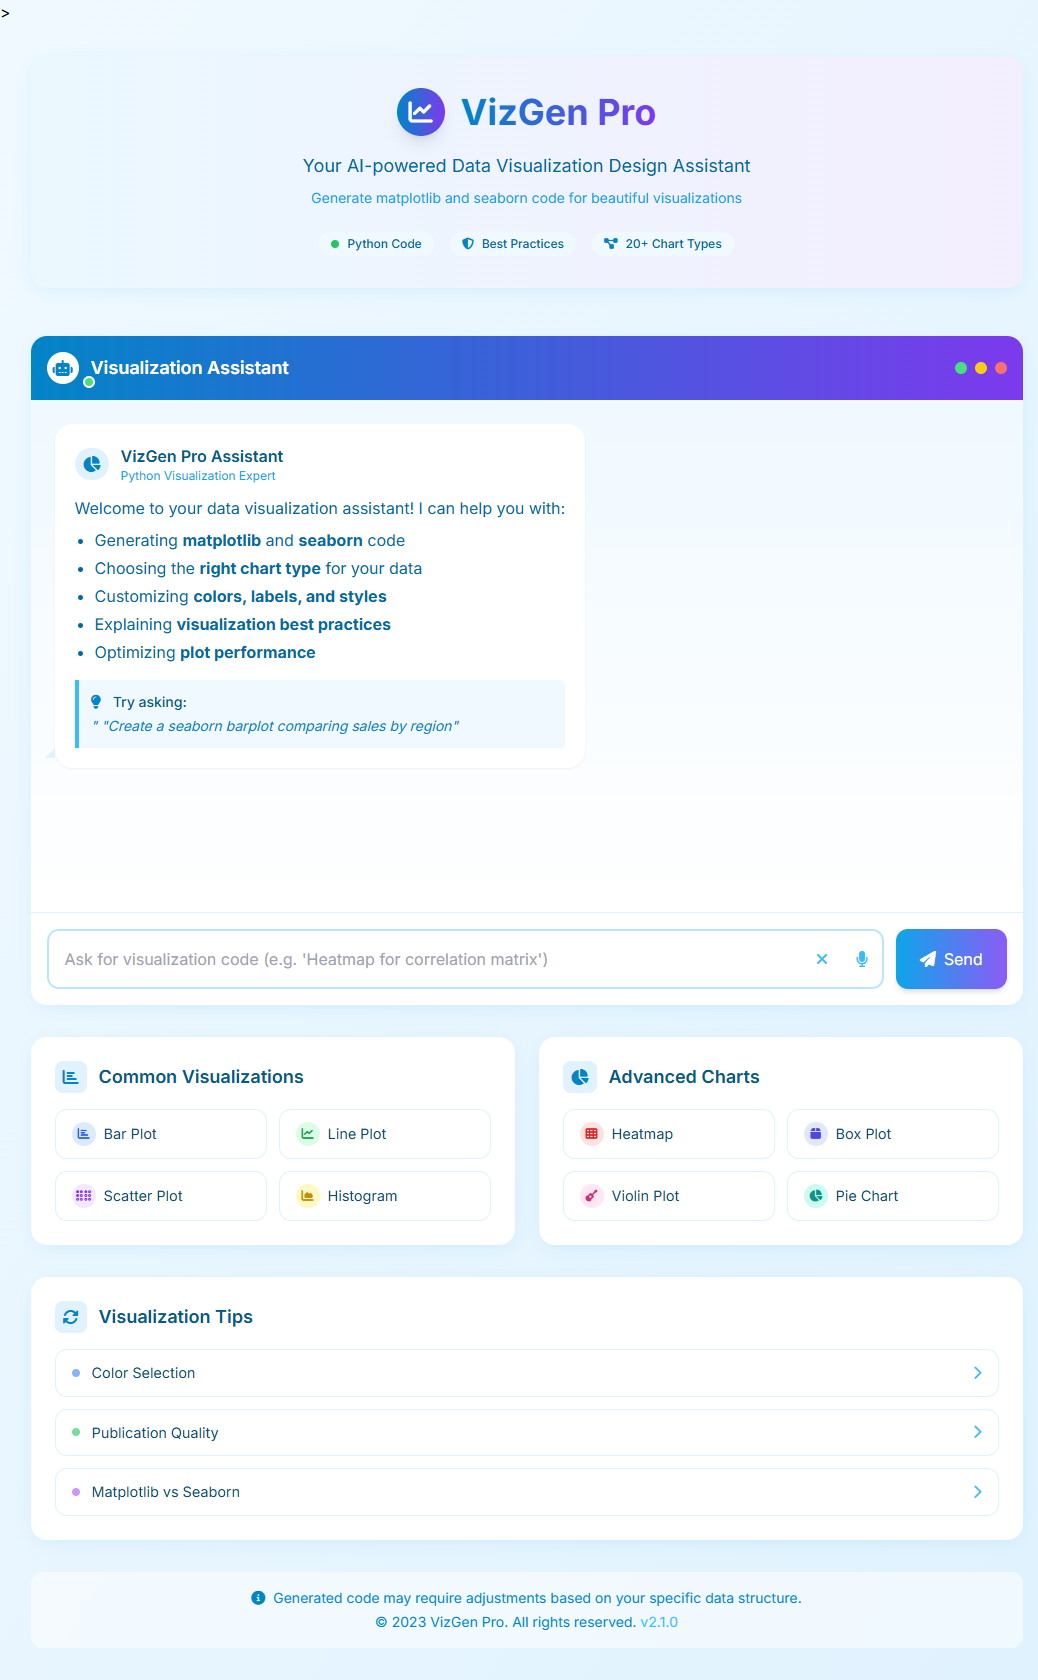 >
VizGen Pro
Your AI-powered Data Visualization Design Assistant
Generate matplotlib and seaborn code for beautiful visualizations
Python Code
Best Practices
20+ Chart Types
Visualization Assistant
VizGen Pro Assistant
Python Visualization Expert
Welcome to your data visualization assistant! I can help you with:
• Generating matplotlib and seaborn code
• Choosing the right chart type for your data
• Customizing colors, labels, and styles
• Explaining visualization best practices
• Optimizing plot performance
Try asking:
" "Create a seaborn barplot comparing sales by region"
Ask for visualization code (e.g. 'Heatmap for correlation matrix')
Send
Common Visualizations
Bar Plot
Line Plot
Scatter Plot
Histogram
Advanced Charts
Heatmap
Box Plot
Violin Plot
Pie Chart
Visualization Tips
Color Selection
Publication Quality
Matplotlib vs Seaborn
Generated code may require adjustments based on your specific data structure.
© 2023 VizGen Pro. All rights reserved. v2.1.0